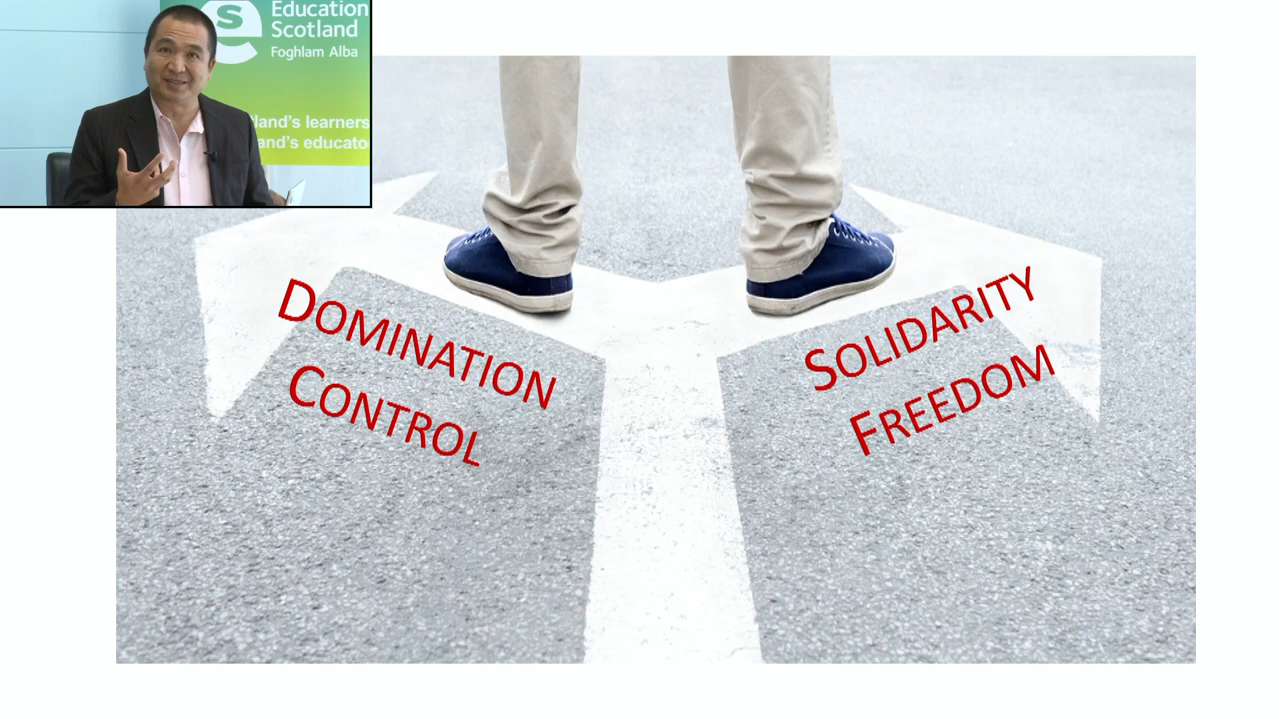 Education
Scotland
Foghlam Alba
land's learners
and's educato
DOMINATION
CONTROL
SOLIDARITY
FREEDOM